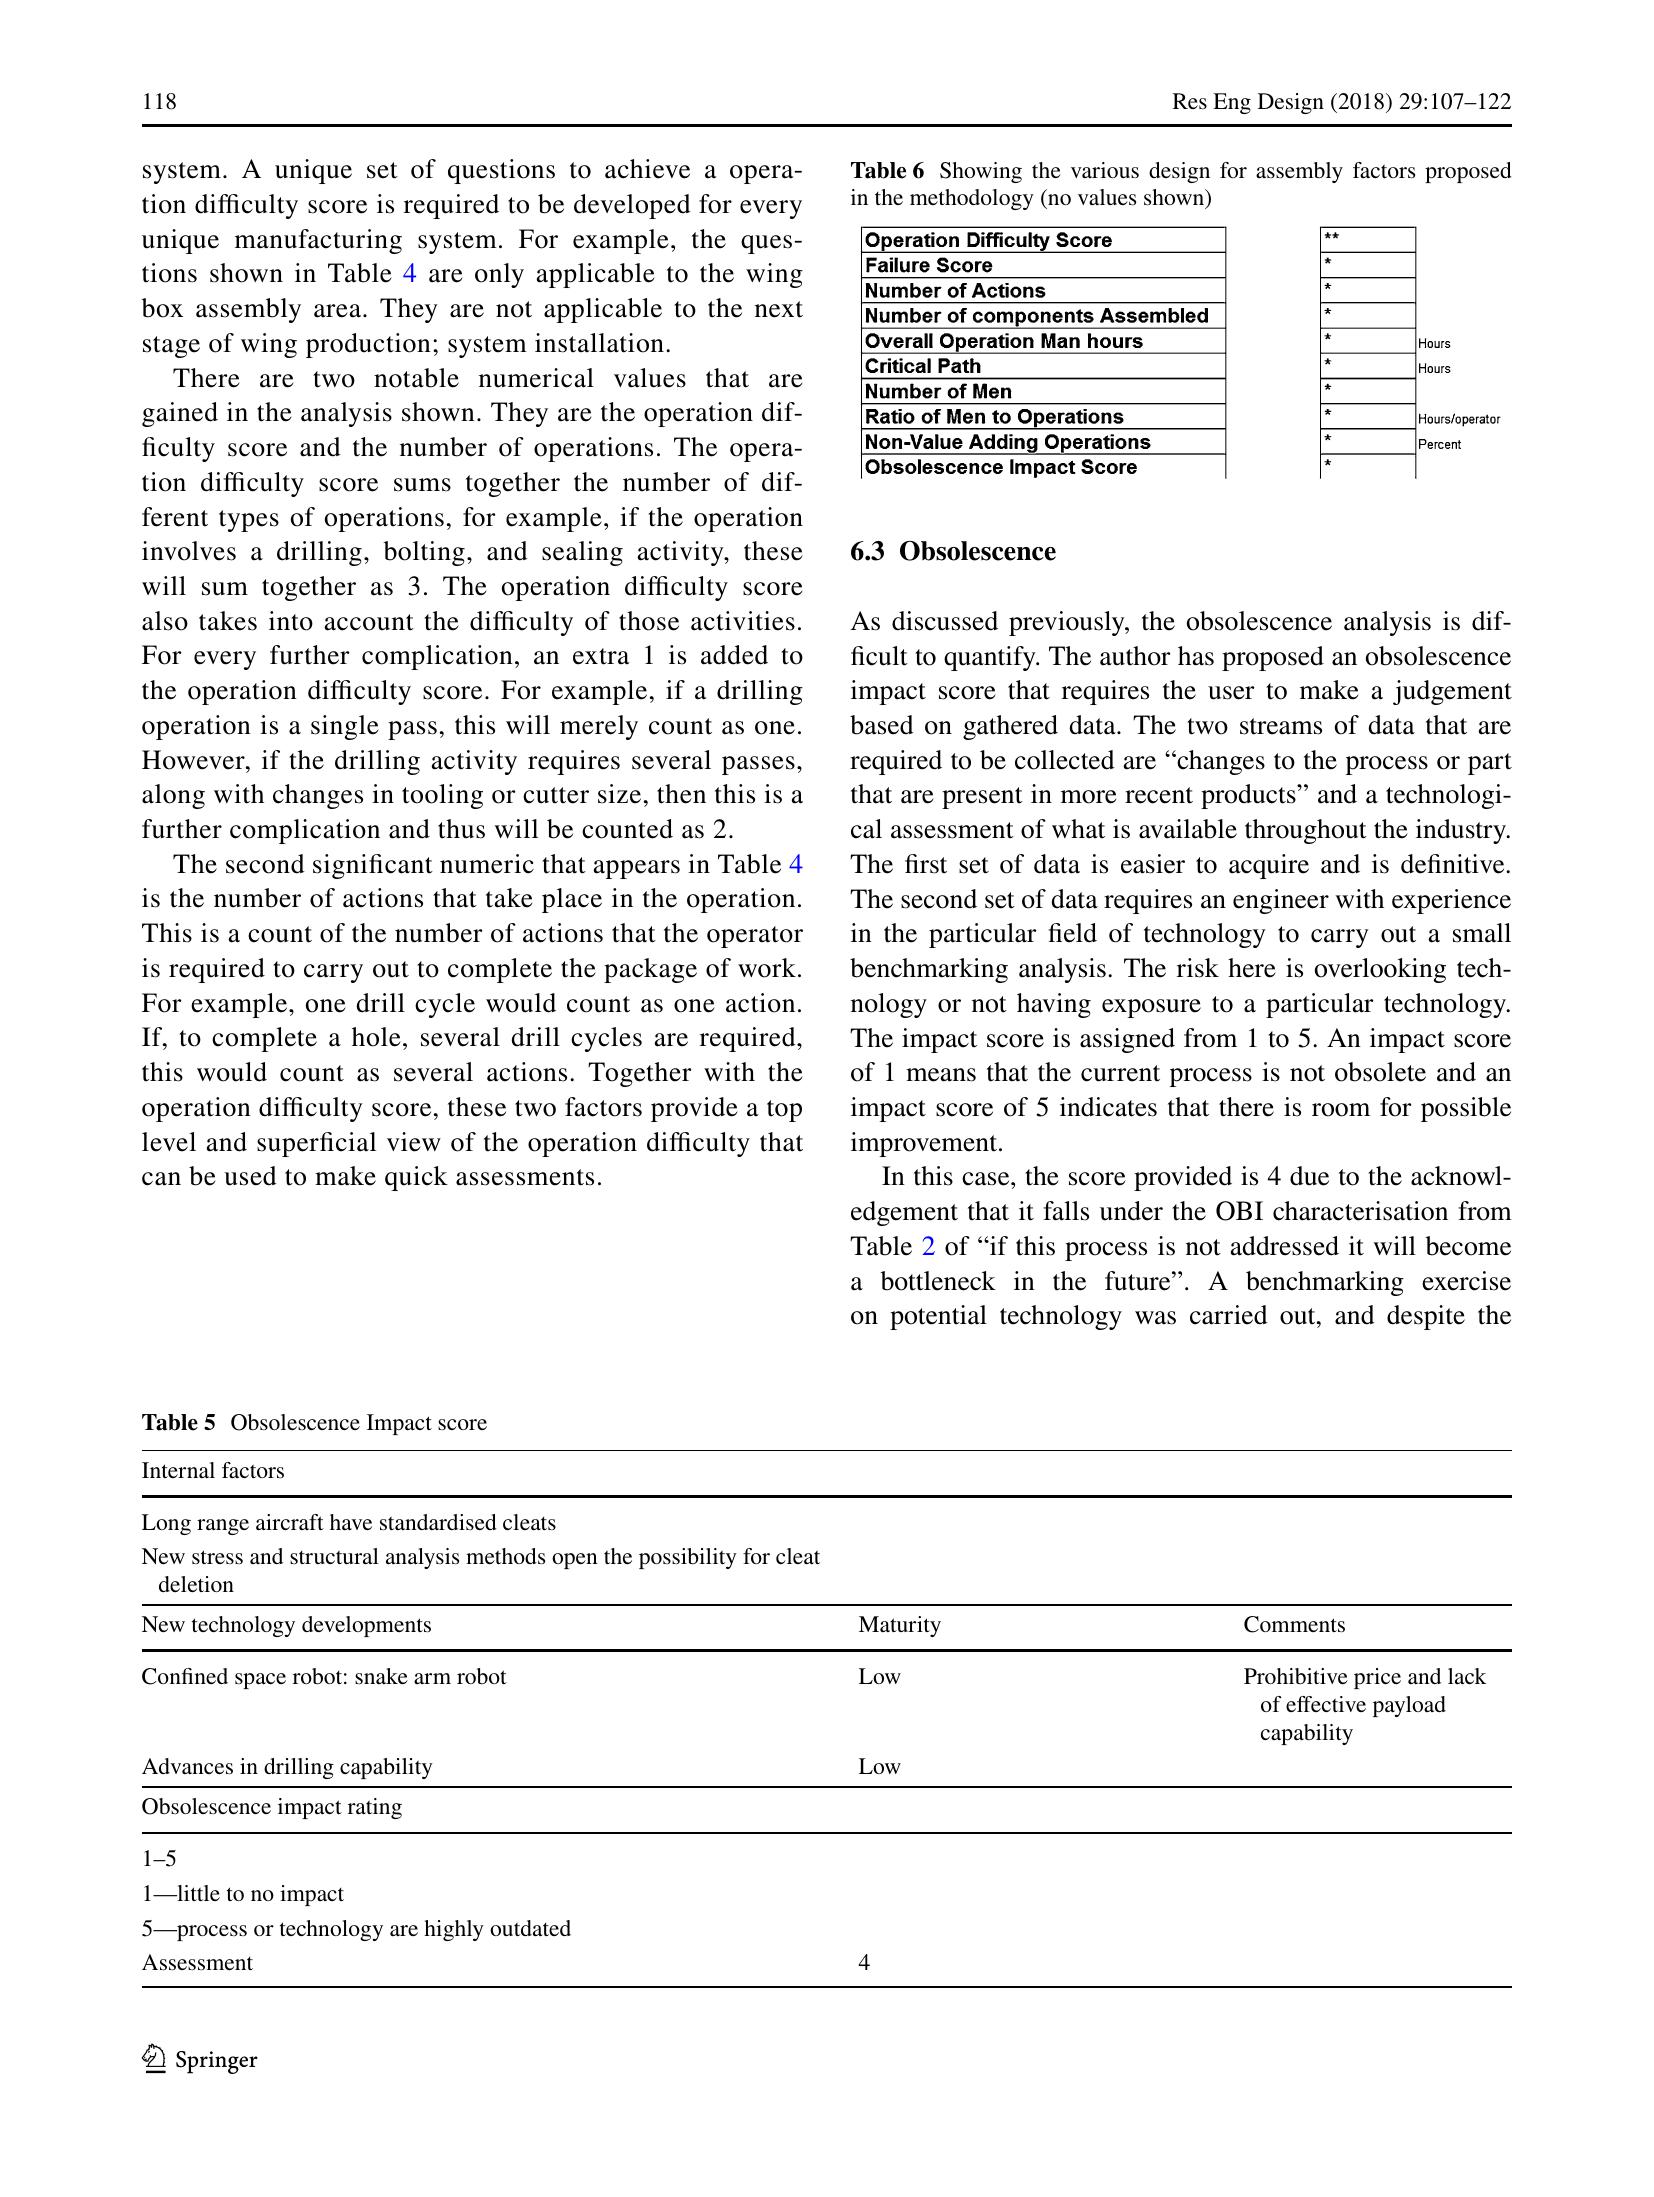 118
Res Eng Design (2018) 29:107–122
system. A unique set of questions to achieve a opera-
tion difficulty score is required to be developed for every
unique manufacturing system. For example, the ques-
tions shown in Table 4 are only applicable to the wing
box assembly area. They are not applicable to the next
stage of wing production; system installation.
There are two notable numerical values that are
gained in the analysis shown. They are the operation dif-
ficulty score and the number of operations. The opera-
tion difficulty score sums together the number of dif-
ferent types of operations, for example, if the operation
involves a drilling, bolting, and sealing activity, these
will sum together as 3. The operation difficulty score
also takes into account the difficulty of those activities.
For every further complication, an extra 1 is added to
the operation difficulty score. For example, if a drilling
operation is a single pass, this will merely count as one.
However, if the drilling activity requires several passes,
along with changes in tooling or cutter size, then this is a
further complication and thus will be counted as 2.
The second significant numeric that appears in Table 4
is the number of actions that take place in the operation.
This is a count of the number of actions that the operator
is required to carry out to complete the package of work.
For example, one drill cycle would count as one action.
If, to complete a hole, several drill cycles are required,
this would count as several actions. Together with the
operation difficulty score, these two factors provide a top
level and superficial view of the operation difficulty that
can be used to make quick assessments.
Table 6 Showing the various design for assembly factors proposed
in the methodology (no values shown)
Operation Difficulty Score **
Failure Score *
Number of Actions *
Number of components Assembled *
Overall Operation Man hours * Hours
Critical Path * Hours
Number of Men *
Ratio of Men to Operations * Hours/operator
Non-Value Adding Operations * Percent
Obsolescence Impact Score *
6.3 Obsolescence
As discussed previously, the obsolescence analysis is dif-
ficult to quantify. The author has proposed an obsolescence
impact score that requires the user to make a judgement
based on gathered data. The two streams of data that are
required to be collected are “changes to the process or part
that are present in more recent products” and a technologi-
cal assessment of what is available throughout the industry.
The first set of data is easier to acquire and is definitive.
The second set of data requires an engineer with experience
in the particular field of technology to carry out a small
benchmarking analysis. The risk here is overlooking tech-
nology or not having exposure to a particular technology.
The impact score is assigned from 1 to 5. An impact score
of 1 means that the current process is not obsolete and an
impact score of 5 indicates that there is room for possible
improvement.
In this case, the score provided is 4 due to the acknowl-
edgement that it falls under the OBI characterisation from
Table 2 of “if this process is not addressed it will become
a bottleneck in the future”. A benchmarking exercise
on potential technology was carried out, and despite the
Table 5 Obsolescence Impact score
Internal factors
Long range aircraft have standardised cleats
New stress and structural analysis methods open the possibility for cleat
deletion
New technology developments Maturity Comments
Confined space robot: snake arm robot Low Prohibitive price and lack
of effective payload
capability
Advances in drilling capability Low
Obsolescence impact rating
1–5
1—little to no impact
5—process or technology are highly outdated
Assessment 4
Springer